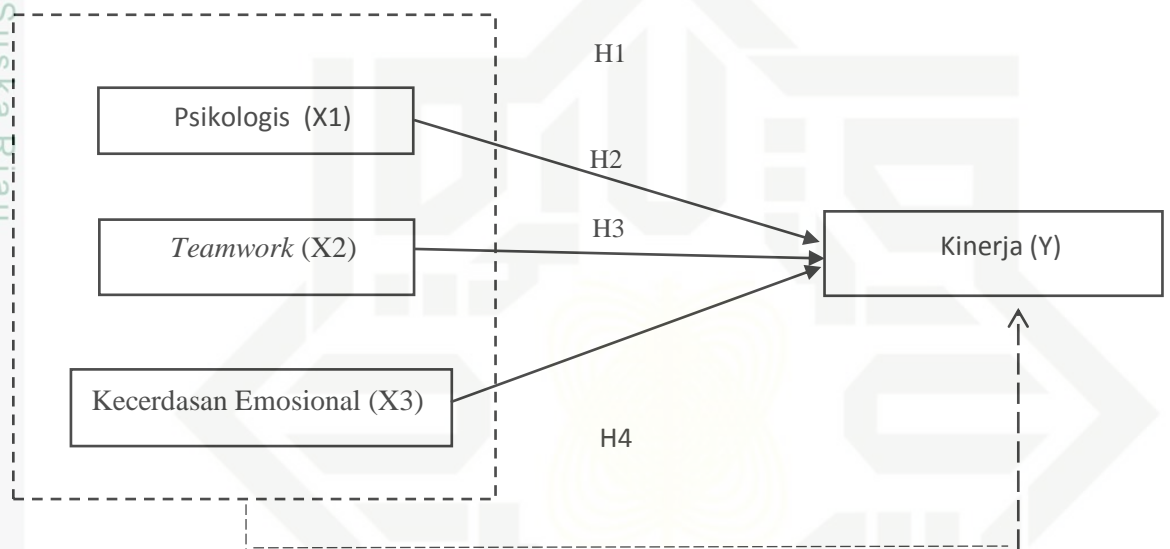 H1
Psikologis (X1)
H2
Teamwork (X2)
H3
Kinerja (Y)
Kecerdasan Emosional (X3)
H4